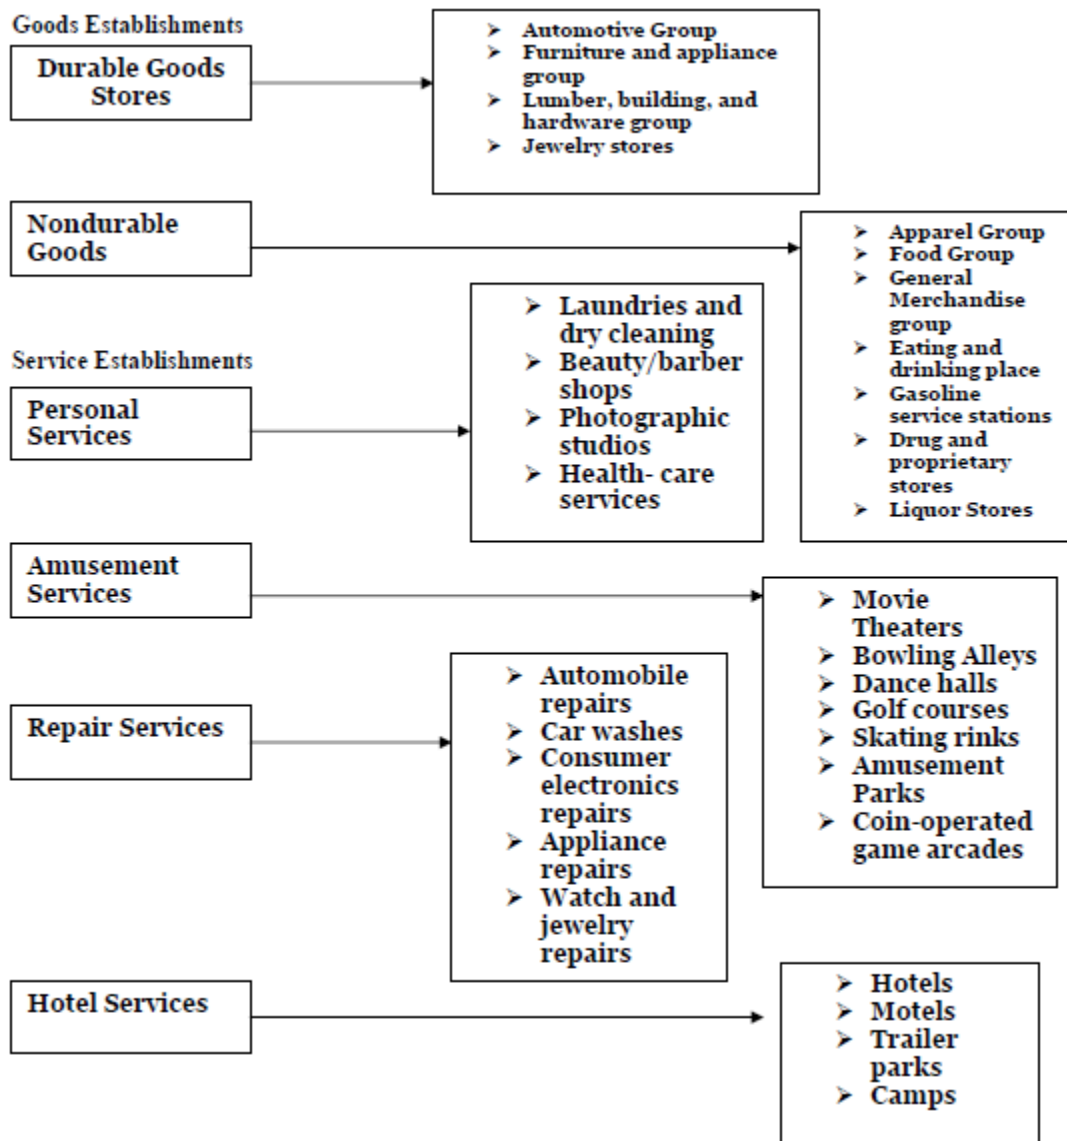 Goods Establishments
Durable Goods
Stores
➤ Automotive Group
➤ Furniture and appliance
group
➤ Lumber, building, and
hardware group
➤ Jewelry stores
Nondurable
Goods
➤ Apparel Group
➤ Food Group
➤ General
Merchandise
group
➤ Eating and
drinking place
➤ Gasoline
service stations
➤ Drug and
proprietary
stores
➤ Liquor Stores
Service Establishments
Personal
Services
➤ Laundries and
dry cleaning
➤ Beauty/barber
shops
➤ Photographic
studios
➤ Health- care
services
Amusement
Services
➤ Movie
Theaters
➤ Bowling Alleys
➤ Dance halls
➤ Golf courses
➤ Skating rinks
➤ Amusement
Parks
➤ Coin-operated
game arcades
Repair Services
➤ Automobile
repairs
➤ Car washes
➤ Consumer
electronics
repairs
➤ Appliance
repairs
➤ Watch and
jewelry
repairs
Hotel Services
➤ Hotels
➤ Motels
➤ Trailer
parks
➤ Camps